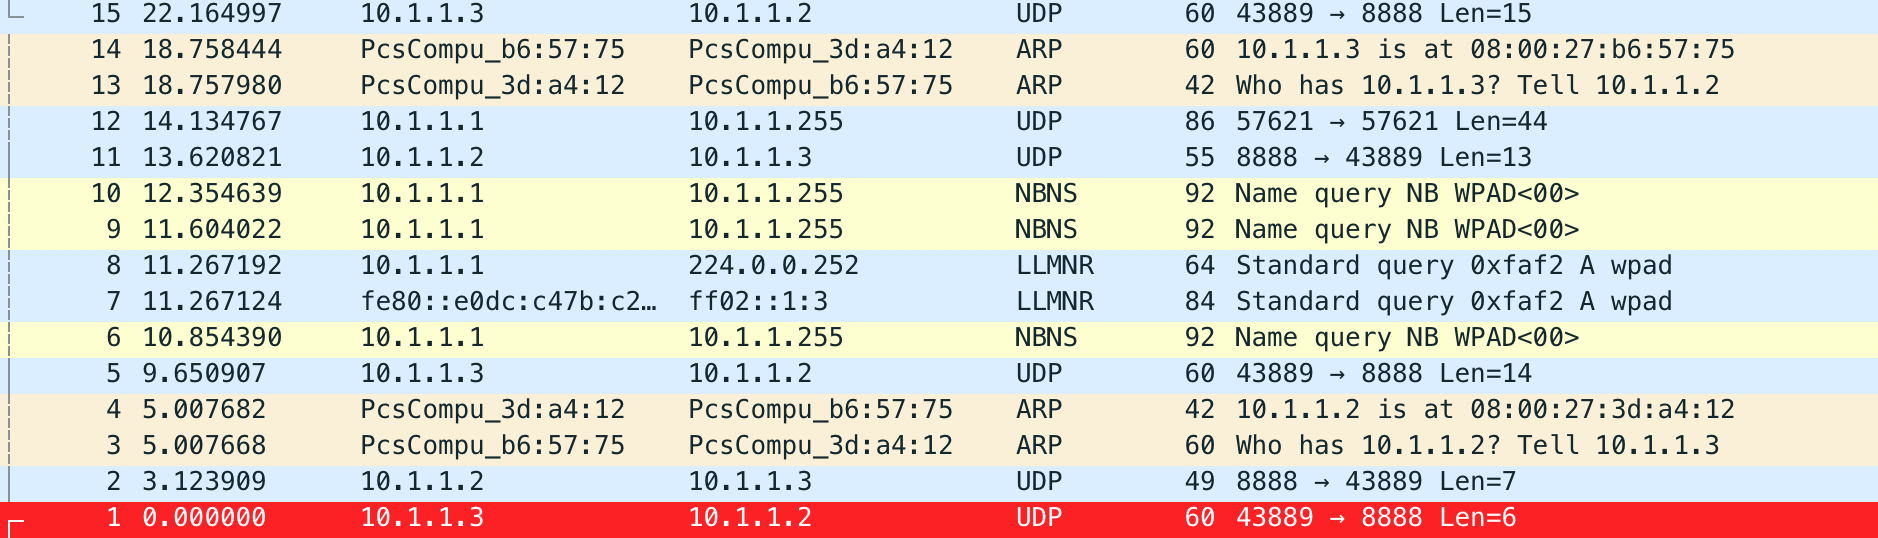 15 22.164997 10.1.1.3 10.1.1.2 UDP 60 43889 → 8888 Len=15
14 18.758444 PcsCompu_b6:57:75 PcsCompu_3d:a4:12 ARP 60 10.1.1.3 is at 08:00:27:b6:57:75
13 18.757980 PcsCompu_3d:a4:12 PcsCompu_b6:57:75 ARP 42 Who has 10.1.1.3? Tell 10.1.1.2
12 14.134767 10.1.1.1 10.1.1.255 UDP 86 57621 → 57621 Len=44
11 13.620821 10.1.1.2 10.1.1.3 UDP 55 8888 → 43889 Len=13
10 12.354639 10.1.1.1 10.1.1.255 NBNS 92 Name query NB WPAD<00>
9 11.604022 10.1.1.1 10.1.1.255 NBNS 92 Name query NB WPAD<00>
8 11.267192 10.1.1.1 224.0.0.252 LLMNR 64 Standard query 0xfaf2 A wpad
7 11.267124 fe80::e0dc:c47b:c2… ff02::1:3 LLMNR 84 Standard query 0xfaf2 A wpad
6 10.854390 10.1.1.1 10.1.1.255 NBNS 92 Name query NB WPAD<00>
5 9.650907 10.1.1.3 10.1.1.2 UDP 60 43889 → 8888 Len=14
4 5.007682 PcsCompu_3d:a4:12 PcsCompu_b6:57:75 ARP 42 10.1.1.2 is at 08:00:27:3d:a4:12
3 5.007668 PcsCompu_b6:57:75 PcsCompu_3d:a4:12 ARP 60 Who has 10.1.1.2? Tell 10.1.1.3
2 3.123909 10.1.1.2 10.1.1.3 UDP 49 8888 → 43889 Len=7
1 0.000000 10.1.1.3 10.1.1.2 UDP 60 43889 → 8888 Len=6